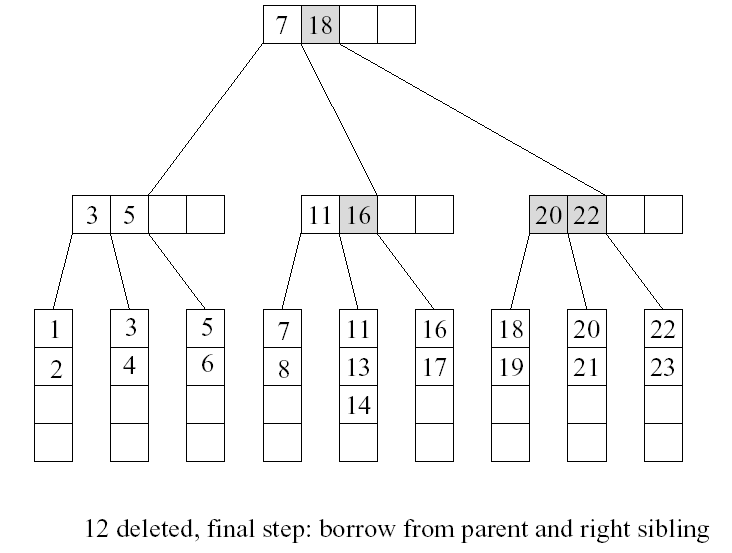 7 18
3 5 11 16 20 22
1 3 5 7 11 16 18 20 22
2 4 6 8 13 17 19 21 23
14
12 deleted, final step: borrow from parent and right sibling